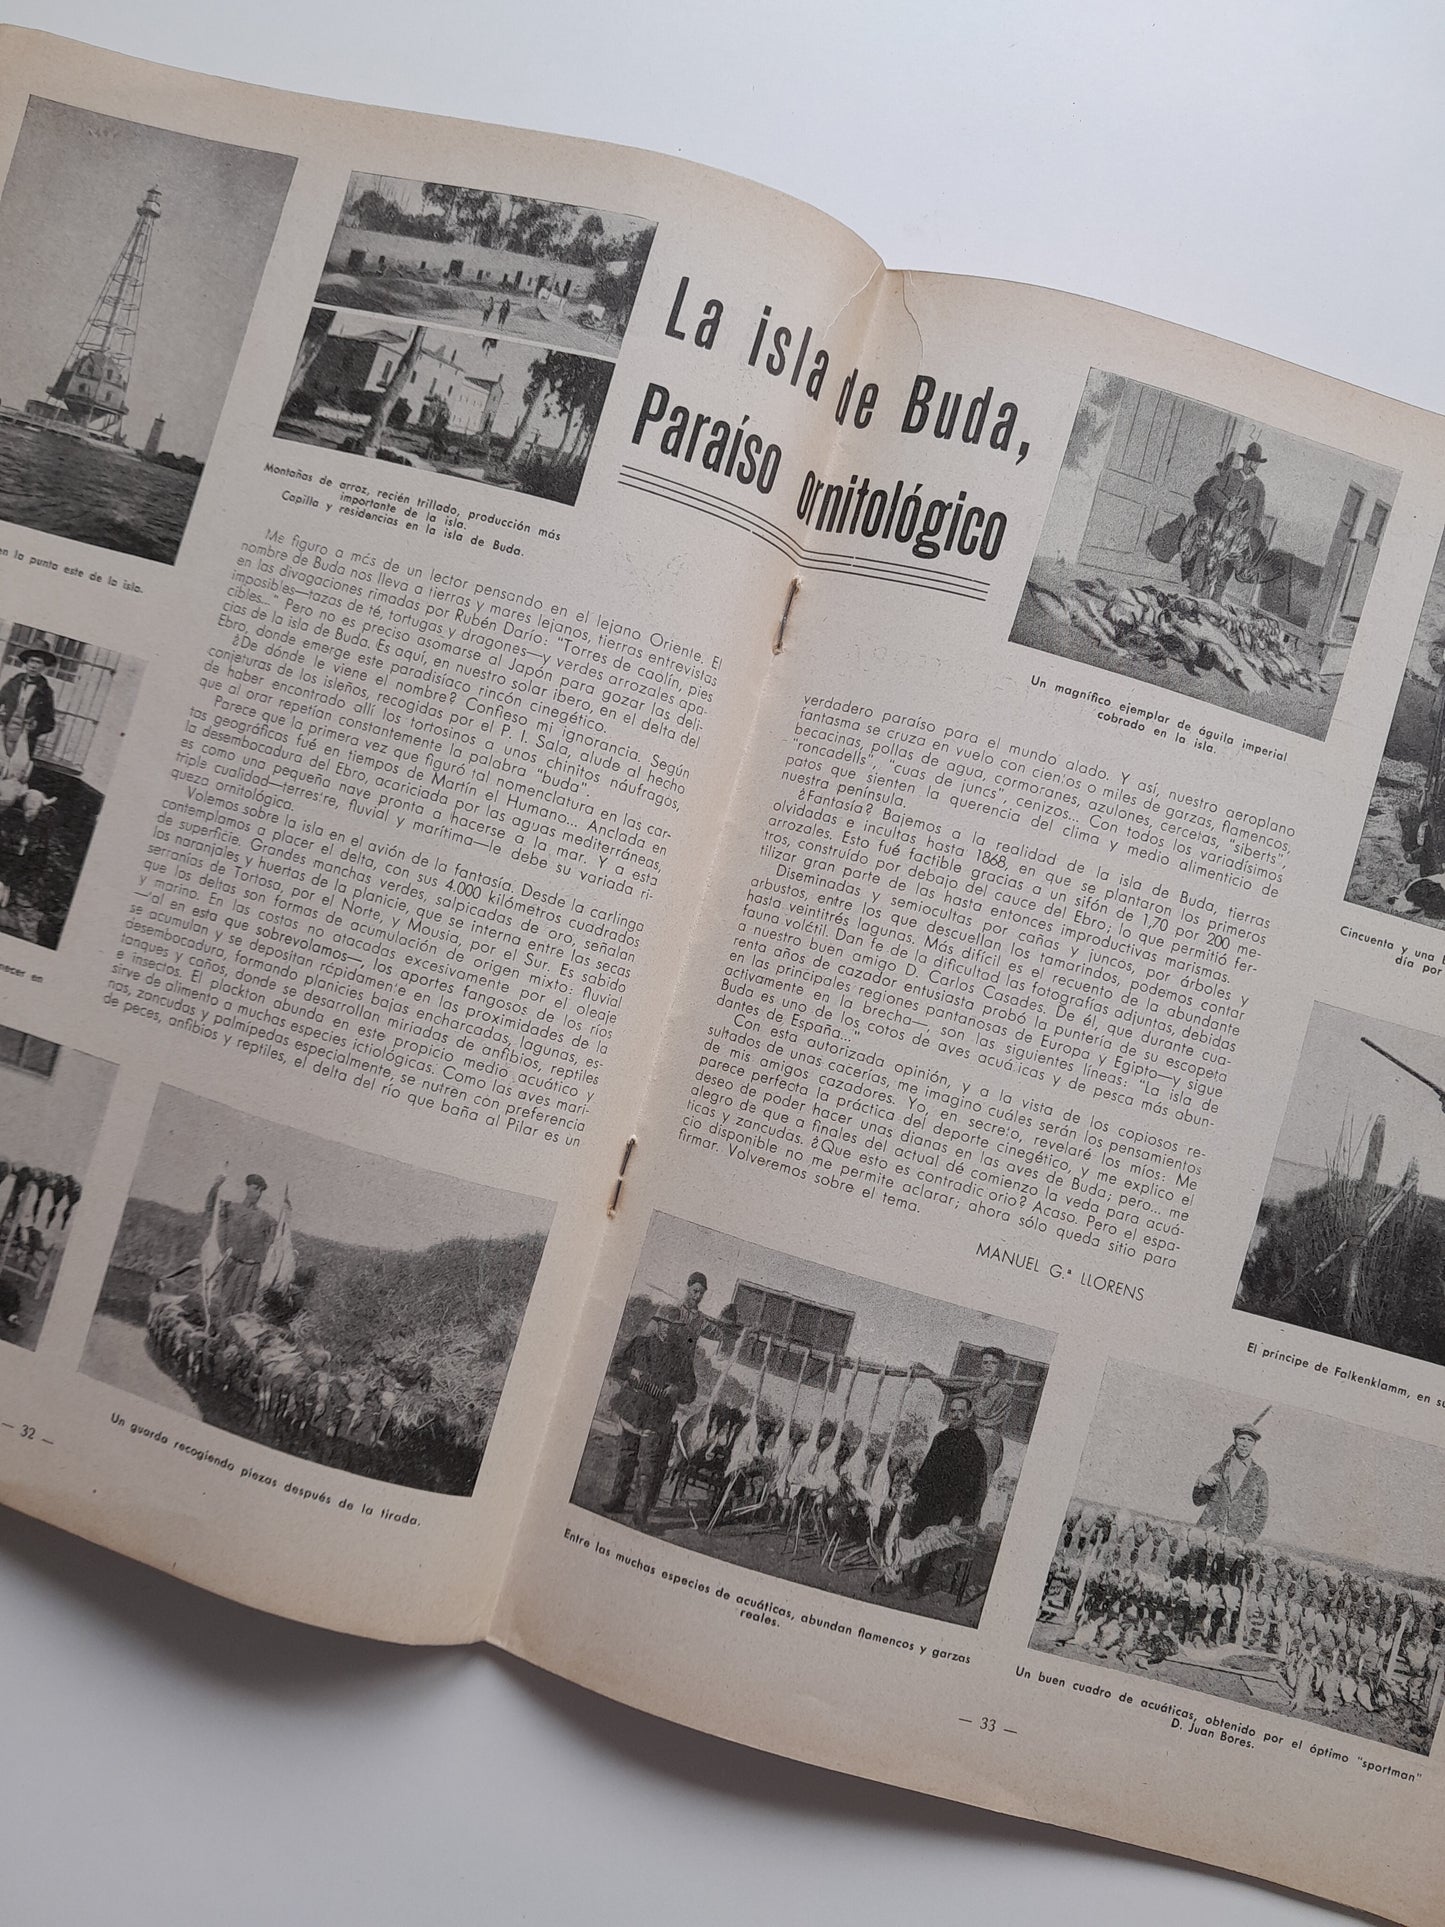 La isla de Buda,
Paraíso ornitológico
en la punta este de la isla.
Montañas de arroz, recién trillado, producción más
importante de la isla.
Capilla y residencias en la isla de Buda.
Me figuro a más de un lector pensando en el lejano Oriente. El
nombre de Buda nos lleva a tierras y mares lejanos, tierras entrevistas
en las divagaciones rimadas por Rubén Darío: "Torres de caolín, pies
imposibles—tazas de té, tortugas y dragones—y verdes arrozales apa-
cibles..." Pero no es preciso asomarse al Japón para gozar las deli-
cias de la isla de Buda. Es aquí, en nuestro solar ibero, en el delta del
Ebro, donde emerge este paradisíaco rincón cinegético.
¿De dónde le viene el nombre? Confieso mi ignorancia. Según
conjeturas de los isleños, recogidas por el P. I. Sala, alude al hecho
de haber encontrado allí los tortosinos a unos chinitos náufragos,
que al orar repetían constantemente la palabra "buda".
Parece que la primera vez que figuró tal nomenclatura en las car-
tas geográficas fué en tiempos de Martín el Humano... Anclada en
la desembocadura del Ebro, acariciada por las aguas mediterráneas,
es como una pequeña nave pronta a hacerse a la mar. Y a esta
triple cualidad—terrestre, fluvial y marítima—le debe su variada ri-
queza ornitológica.
Volemos sobre la isla en el avión de la fantasía. Desde la carlinga
contemplamos a placer el delta, con sus 4.000 kilómetros cuadrados
de superficie. Grandes manchas verdes, salpicadas de oro, señalan
los naranjales y huertas de la planicie, que se interna entre las secas
serranías de Tortosa, por el Norte, y Mousia, por el Sur. Es sabido
que los deltas son formas de acumulación de origen mixto: fluvial
y marino. En las costas no atacadas excesivamente por el oleaje
—tal en esta que sobrevolamos—, los aportes fangosos de los ríos
se acumulan y se depositan rápidamente en las proximidades de la
desembocadura, formando planicies bajas encharcadas, lagunas, es-
tanques y caños, donde se desarrollan miríadas de anfibios, reptiles
e insectos. El plackton abunda en este propicio medio acuático y
sirve de alimento a muchas especies ictiológicas. Como las aves mari-
nas, zancudas y palmípedas especialmente, se nutren con preferencia
de peces, anfibios y reptiles, el delta del río que baña al Pilar es un
necer en
Un guarda recogiendo piezas después de la tirada.
— 32 —
Un magnífico ejemplar de águila imperial
cobrado en la isla.
verdadero paraíso para el mundo alado. Y así, nuestro aeroplano
fantasma se cruza en vuelo con cientos o miles de garzas, flamencos,
becacinas, pollas de agua, cormoranes, azulones, cercetas, "siberts",
"roncadells", "cuas de juncs", cenizos... Con todos los variadísimos
patos que sienten la querencia del clima y medio alimenticio de
nuestra península.
¿Fantasía? Bajemos a la realidad de la isla de Buda, tierras
olvidadas e incultas hasta 1868, en que se plantaron los primeros
arrozales. Esto fué factible gracias a un sifón de 1,70 por 200 me-
tros, construído por debajo del cauce del Ebro; lo que permitió fer-
tilizar gran parte de las hasta entonces improductivas marismas.
Diseminadas y semiocultas por cañas y juncos, por árboles y
arbustos, entre los que descuellan los tamarindos, podemos contar
hasta veintitrés lagunas. Más difícil es el recuento de la abundante
fauna volátil. Dan fe de la dificultad las fotografías adjuntas, debidas
a nuestro buen amigo D. Carlos Casades. De él, que durante cua-
renta años de cazador entusiasta probó la puntería de su escopeta
en las principales regiones pantanosas de Europa y Egipto—y sigue
activamente en la brecha—, son las siguientes líneas: "La isla de
Buda es uno de los cotos de aves acuáticas y de pesca más abun-
dantes de España..."
Con esta autorizada opinión, y a la vista de los copiosos re-
sultados de unas cacerías, me imagino cuáles serán los pensamientos
de mis amigos cazadores. Yo, en secreto, revelaré los míos: Me
parece perfecta la práctica del deporte cinegético, y me explico el
deseo de poder hacer unas dianas en las aves de Buda; pero... me
alegro de que a finales del actual dé comienzo la veda para acuá-
ticas y zancudas. ¿Que esto es contradictorio? Acaso. Pero el espa-
cio disponible no me permite aclarar; ahora sólo queda sitio para
firmar. Volveremos sobre el tema.
MANUEL G.ª LLORENS
Cincuenta y una
día por
El príncipe de Falkenklamm, en su
Entre las muchas especies de acuáticas, abundan flamencos y garzas
reales.
Un buen cuadro de acuáticas, obtenido por el óptimo "sportman"
D. Juan Bores.
— 33 —